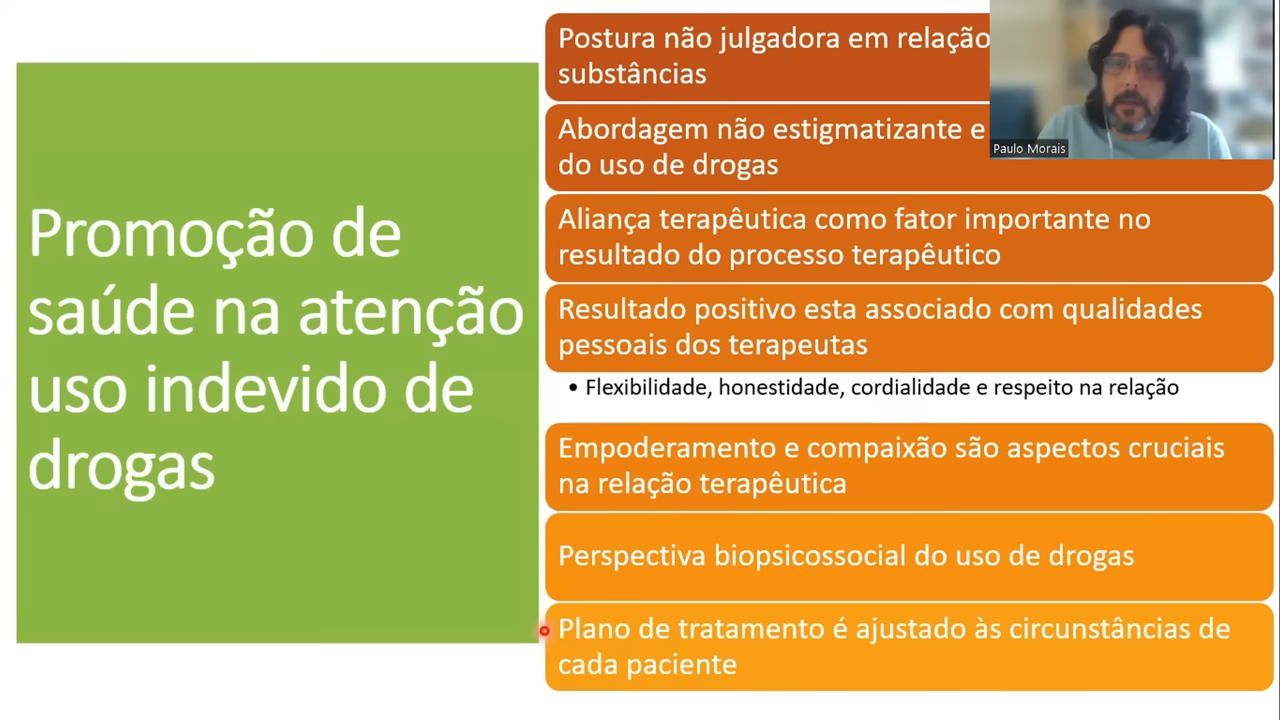 Promoção de
saúde na atenção
uso indevido de
drogas
Postura não julgadora em relação
substâncias
Abordagem não estigmatizante e
do uso de drogas
Aliança terapêutica como fator importante no
resultado do processo terapêutico
Resultado positivo esta associado com qualidades
pessoais dos terapeutas
• Flexibilidade, honestidade, cordialidade e respeito na relação
Empoderamento e compaixão são aspectos cruciais
na relação terapêutica
Perspectiva biopsicossocial do uso de drogas
Plano de tratamento é ajustado às circunstâncias de
cada paciente
Paulo Morais